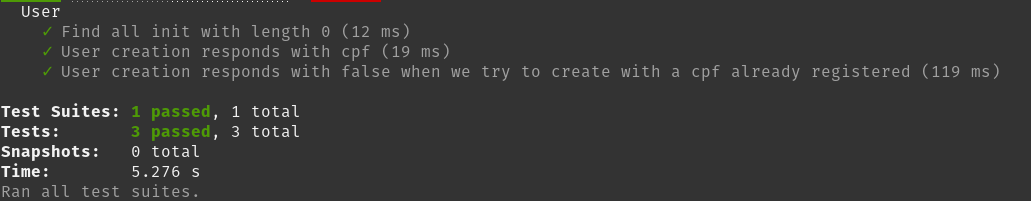 User
✓ Find all init with length 0 (12 ms)
✓ User creation responds with cpf (19 ms)
✓ User creation responds with false when we try to create with a cpf already registered (119 ms)
Test Suites: 1 passed, 1 total
Tests: 3 passed, 3 total
Snapshots: 0 total
Time: 5.276 s
Ran all test suites.